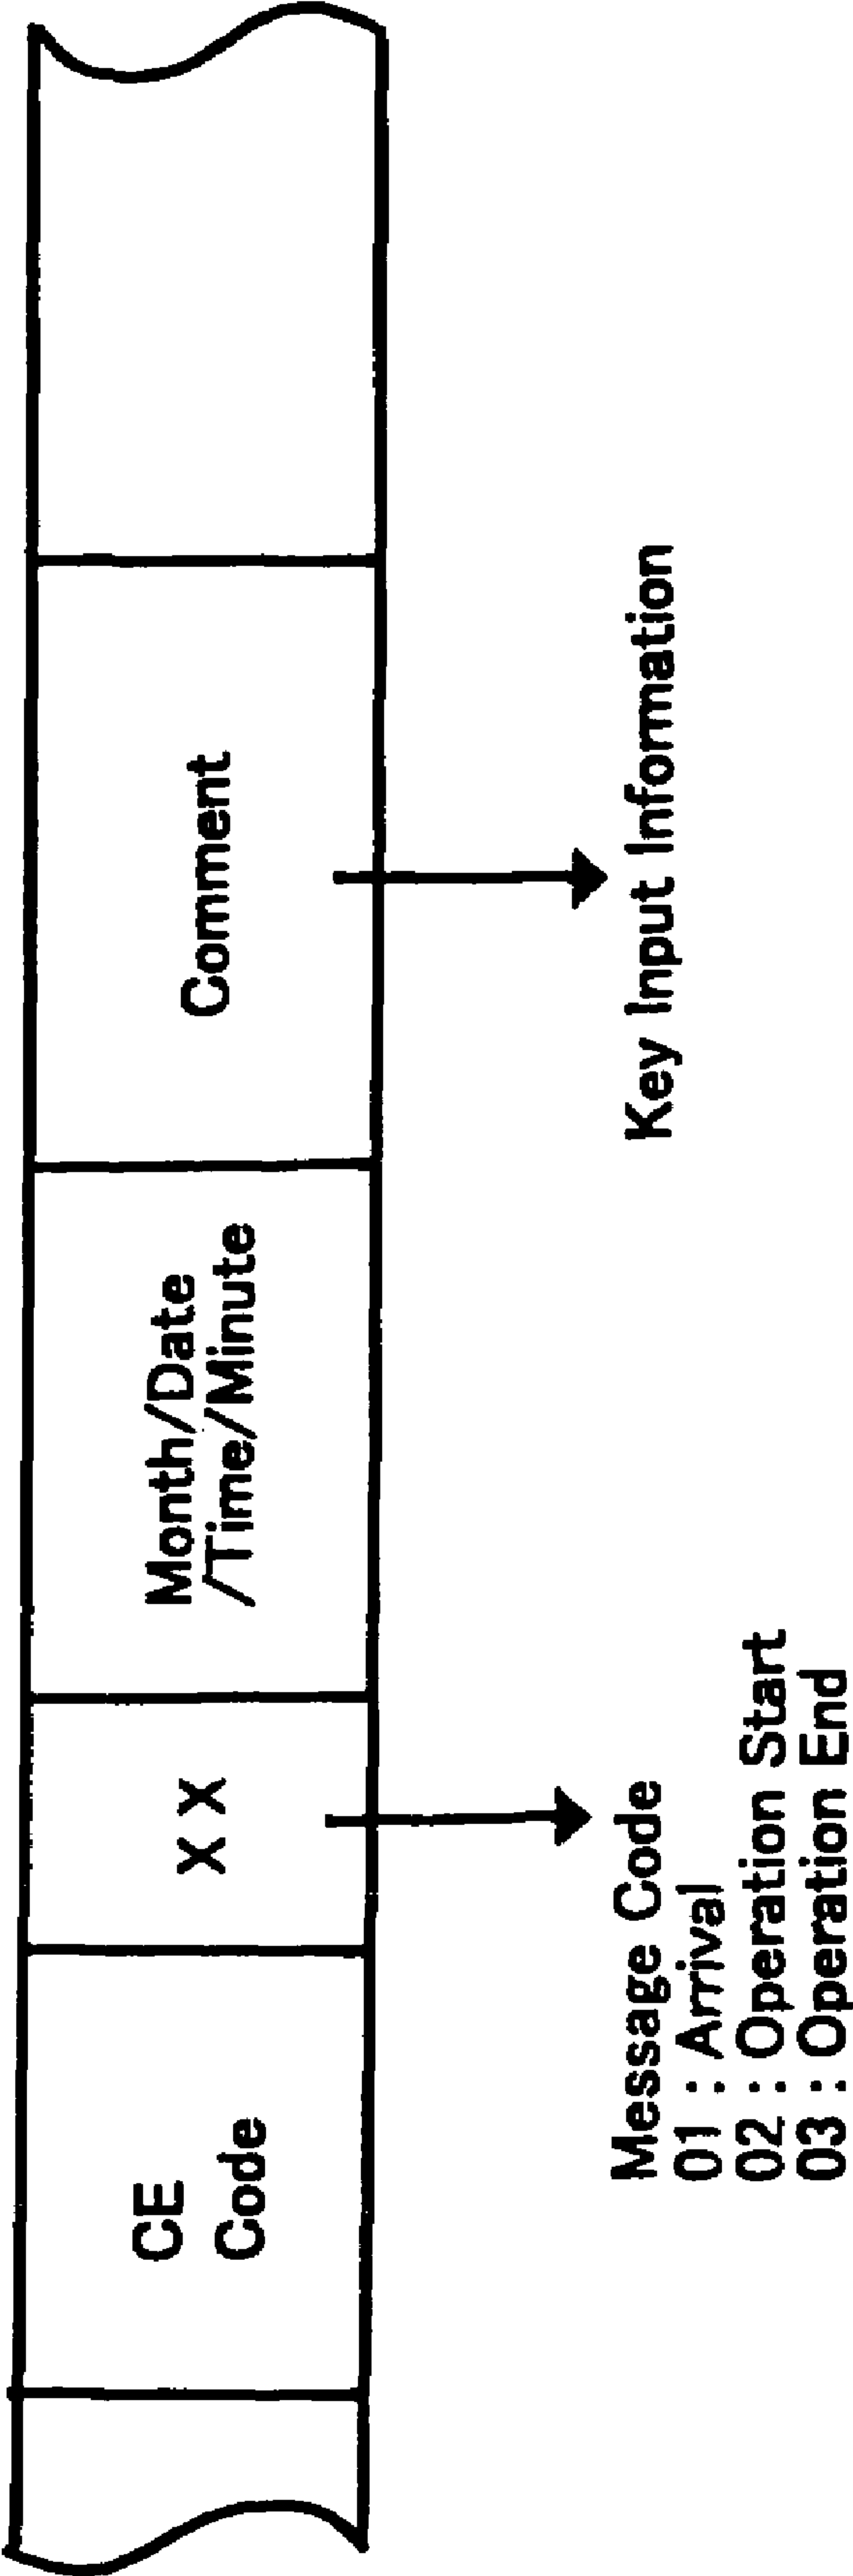 CE
Code
X X
Month/Date
/Time/Minute
Comment
Message Code
01 : Arrival
02 : Operation Start
03 : Operation End
Key Input Information